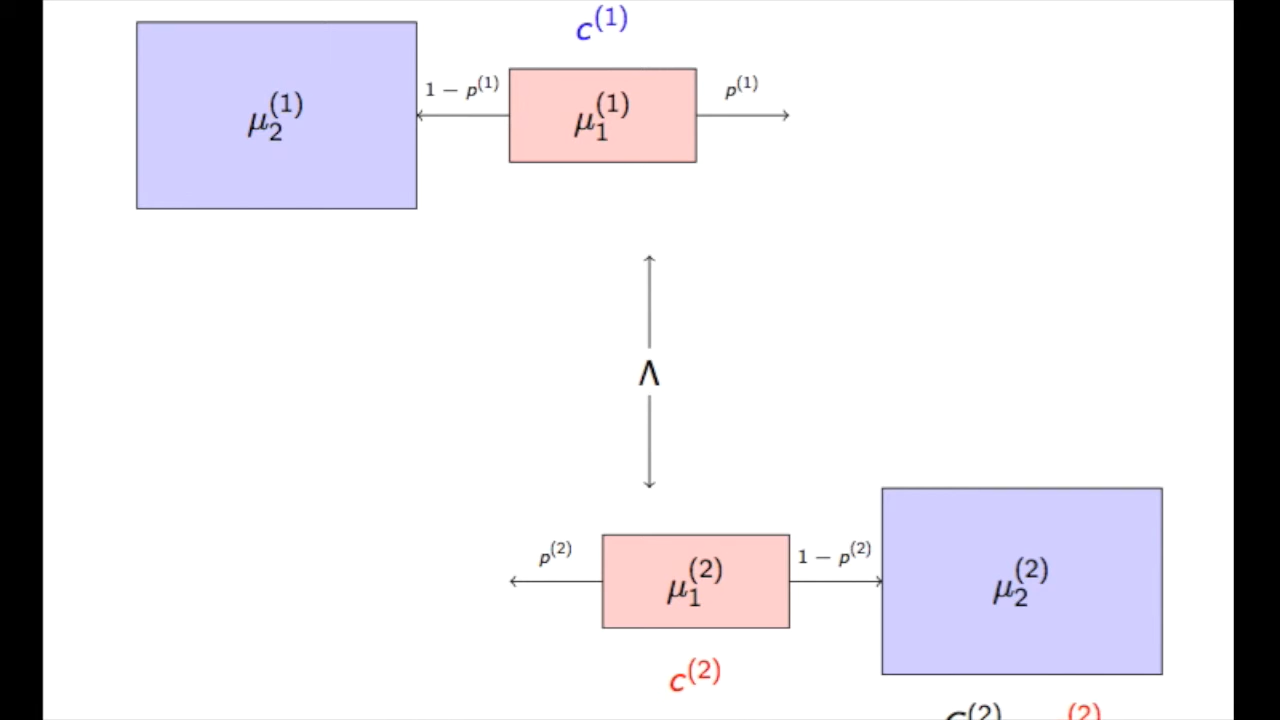 c^(1)
1 − p^(1)
p^(1)
μ_2^(1)
μ_1^(1)
Λ
p^(2)
1 − p^(2)
μ_1^(2)
μ_2^(2)
c^(2)